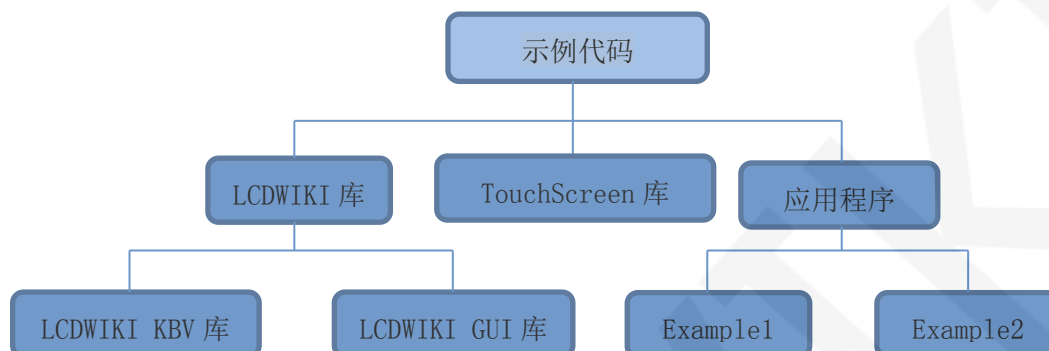 示例代码
LCDWIKI 库
TouchScreen 库
应用程序
LCDWIKI KBV 库
LCDWIKI GUI 库
Example1
Example2